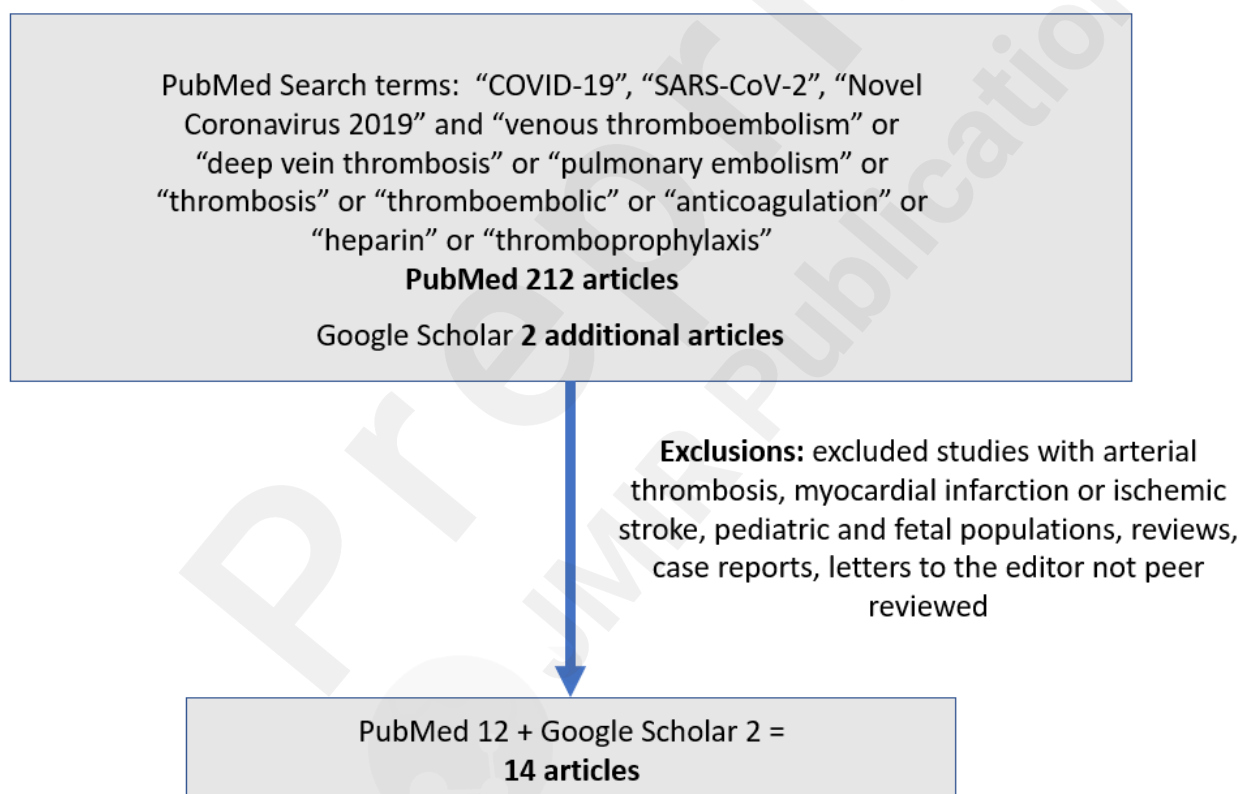 PubMed Search terms:  “COVID-19”, “SARS-CoV-2”, “Novel
Coronavirus 2019” and “venous thromboembolism” or
“deep vein thrombosis” or “pulmonary embolism” or
“thrombosis” or “thromboembolic” or “anticoagulation” or
“heparin” or “thromboprophylaxis”
PubMed 212 articles
Google Scholar 2 additional articles
Exclusions: excluded studies with arterial
thrombosis, myocardial infarction or ischemic
stroke, pediatric and fetal populations, reviews,
case reports, letters to the editor not peer
reviewed
PubMed 12 + Google Scholar 2 =
14 articles
Prepri
JMIR Publication